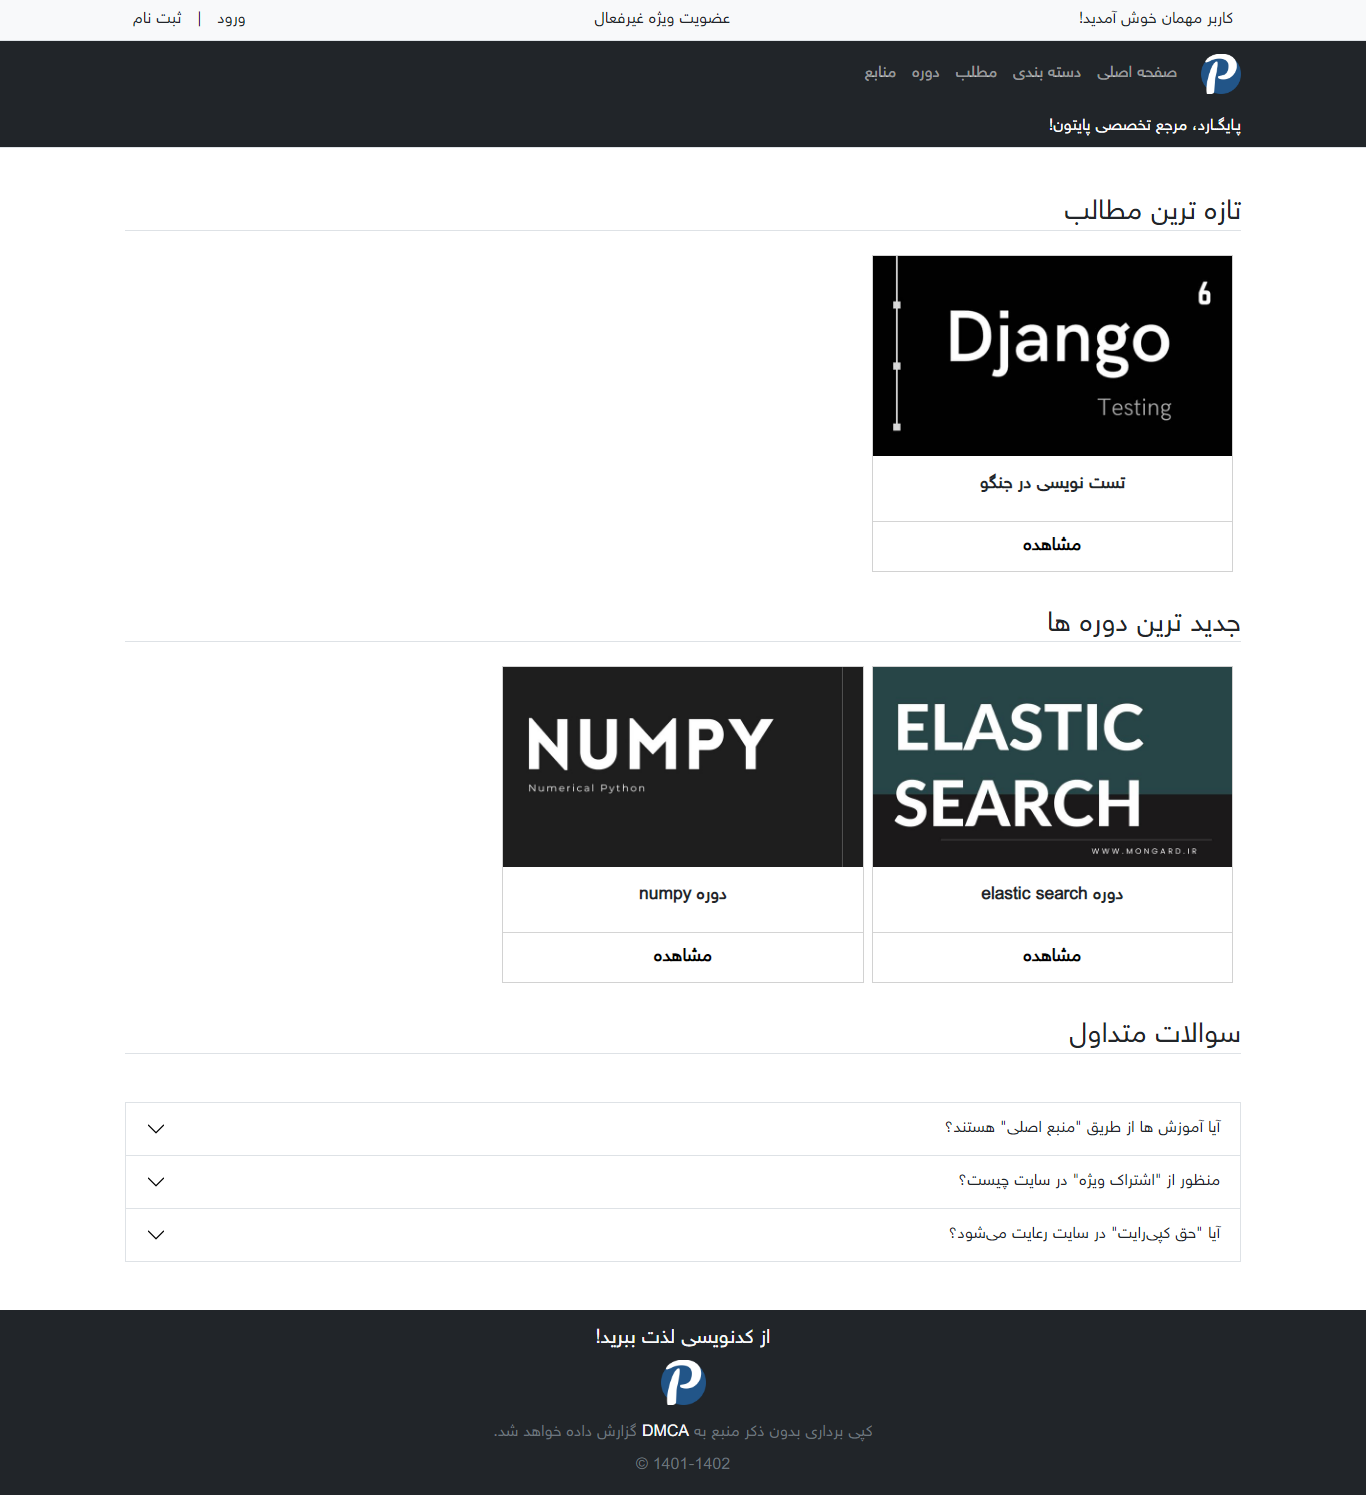 کاربر مهمان خوش آمدید!
عضویت ویژه غیرفعال
ورود | ثبت نام
صفحه اصلی دسته بندی مطلب دوره منابع
پایگـارد، مرجع تخصصی پایتون!
تازه ترین مطالب
6
Django
Testing
تست نویسی در جنگو
مشاهده
جدید ترین دوره ها
ELASTIC
SEARCH
WWW.MONGARD.IR
دوره elastic search
مشاهده
NUMPY
Numerical Python
دوره numpy
مشاهده
سوالات متداول
آیا آموزش ها از طریق "منبع اصلی" هستند؟
منظور از "اشتراک ویژه" در سایت چیست؟
آیا "حق کپی‌رایت" در سایت رعایت می‌شود؟
از کدنویسی لذت ببرید!
کپی برداری بدون ذکر منبع به DMCA گزارش داده خواهد شد.
© 1401-1402